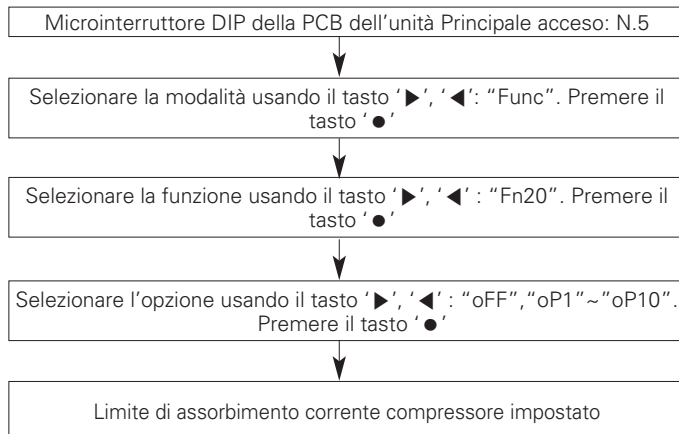 Microinterruttore DIP della PCB dell'unità Principale acceso: N.5
Selezionare la modalità usando il tasto ‘▶’, ‘◀’: “Func”. Premere il
tasto ‘●’
Selezionare la funzione usando il tasto ‘▶’, ‘◀’ : “Fn20”. Premere il
tasto ‘●’
Selezionare l'opzione usando il tasto ‘▶’, ‘◀’ : “oFF”,“oP1”~”oP10”.
Premere il tasto ‘●’
Limite di assorbimento corrente compressore impostato